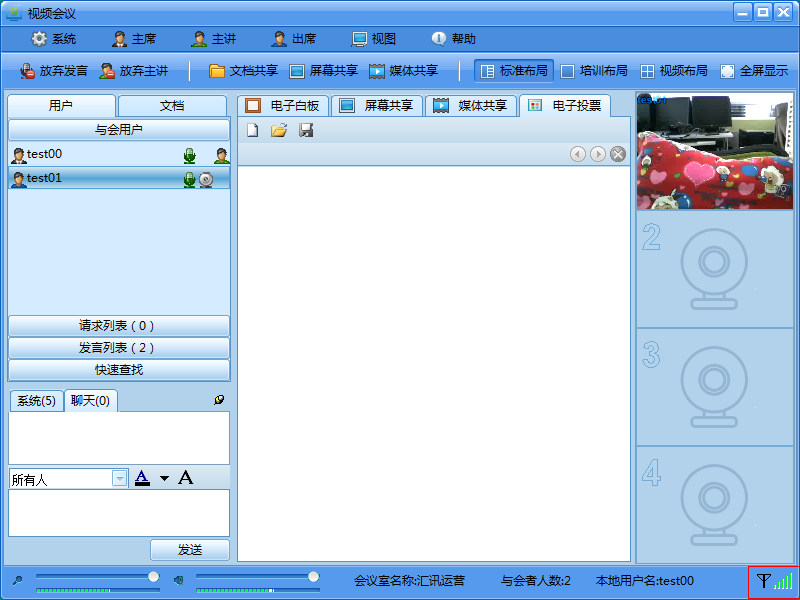 视频会议
系统 主席 主讲 出席 视图 帮助
放弃发言 放弃主讲 文档共享 屏幕共享 媒体共享 标准布局 培训布局 视频布局 全屏显示
用户 文档
与会用户
test00
test01
请求列表 ( 0 )
发言列表 ( 2 )
快速查找
系统(5) 聊天(0)
所有人 A A
发送
电子白板 屏幕共享 媒体共享 电子投票
test01
2
3
4
会议室名称:汇讯运营 与会者人数:2 本地用户名:test00